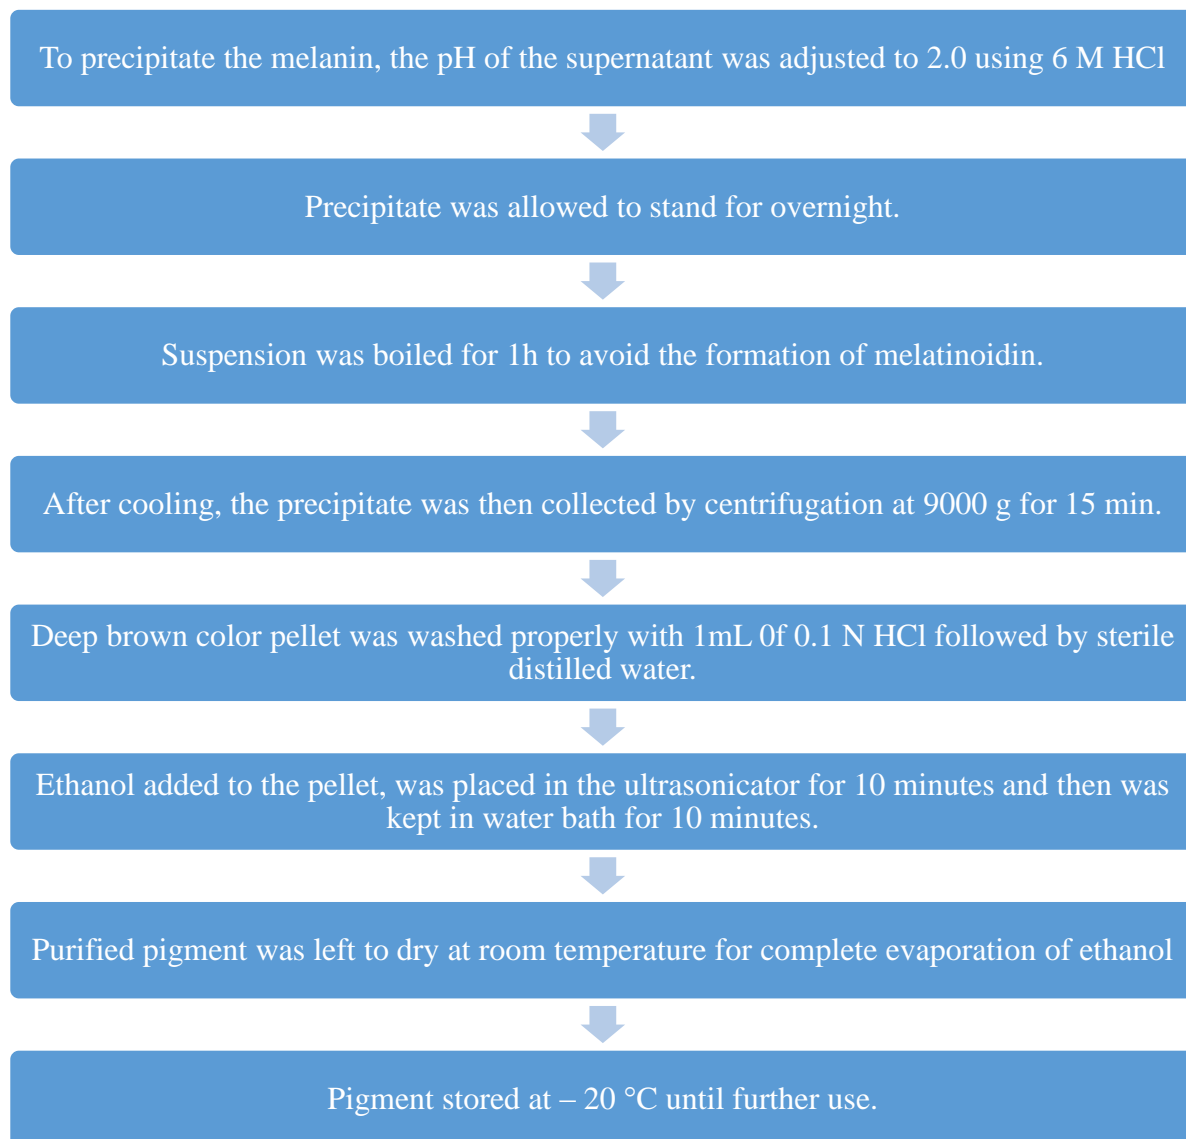 To precipitate the melanin, the pH of the supernatant was adjusted to 2.0 using 6 M HCl
Precipitate was allowed to stand for overnight.
Suspension was boiled for 1h to avoid the formation of melatinoidin.
After cooling, the precipitate was then collected by centrifugation at 9000 g for 15 min.
Deep brown color pellet was washed properly with 1mL 0f 0.1 N HCl followed by sterile
distilled water.
Ethanol added to the pellet, was placed in the ultrasonicator for 10 minutes and then was
kept in water bath for 10 minutes.
Purified pigment was left to dry at room temperature for complete evaporation of ethanol
Pigment stored at – 20 °C until further use.